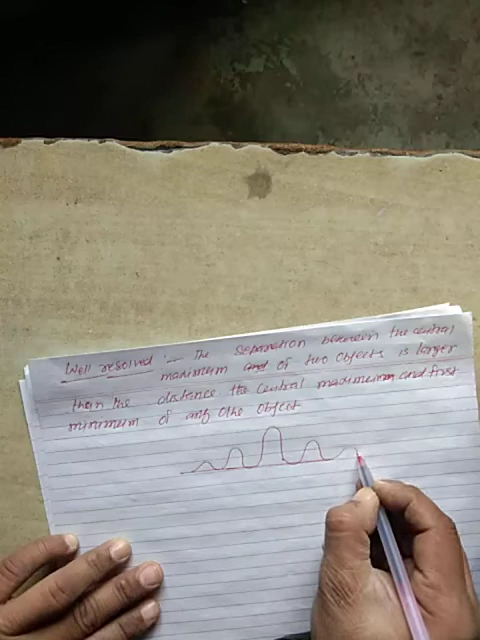 Well resolved :- The separation between the central
maximum and of two objects is larger
than the distance the central maximum and first
minimum of any One Object